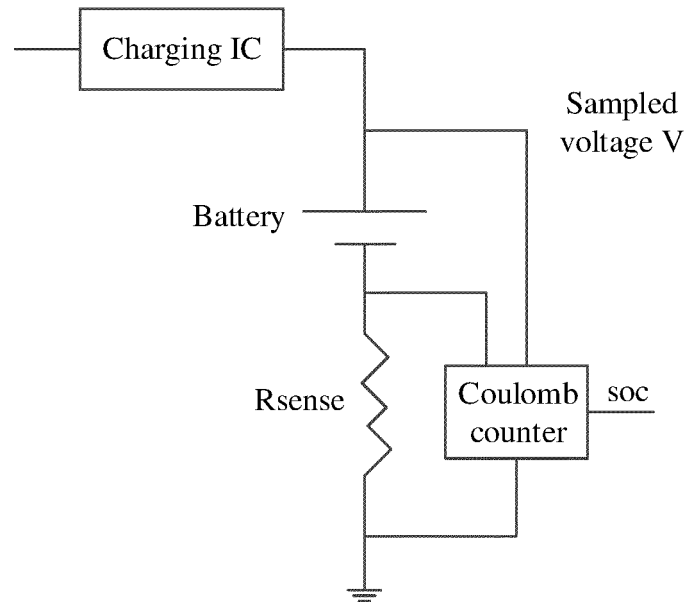 Charging IC
Sampled
voltage V
Battery
Rsense
Coulomb
counter
soc